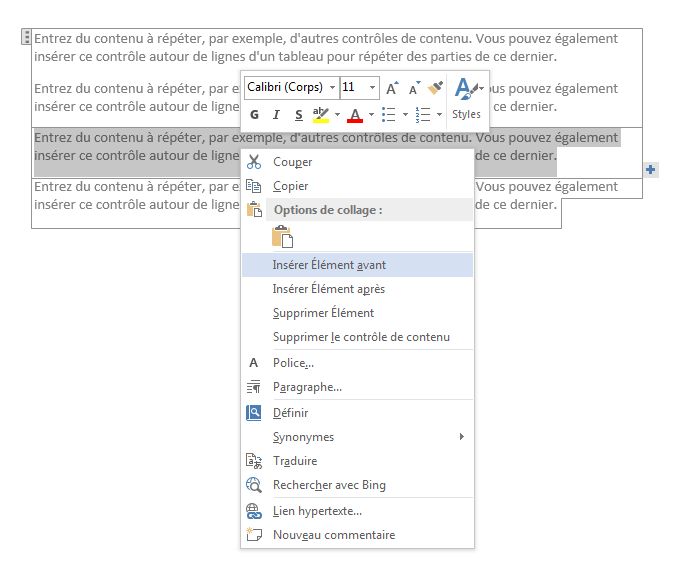 Entrez du contenu à répéter, par exemple, d'autres contrôles de contenu. Vous pouvez également
insérer ce contrôle autour de lignes d'un tableau pour répéter des parties de ce dernier.
Entrez du contenu à répéter, par ex
ous pouvez également
insérer ce contrôle autour de ligne
de ce dernier.
Calibri (Corps)
11
A A
G I S aby A
Styles
Entrez du contenu à répéter, par exemple, d'autres contrôles de contenu. Vous pouvez également
insérer ce contrôle autour de ligne
de ce dernier.
Entrez du contenu à répéter, par e
Vous pouvez également
insérer ce contrôle autour de ligne
de ce dernier.
Couper
Copier
Options de collage :
Insérer Élément avant
Insérer Élément après
Supprimer Élément
Supprimer le contrôle de contenu
A Police...
Paragraphe...
Définir
Synonymes
Traduire
Rechercher avec Bing
Lien hypertexte...
Nouveau commentaire